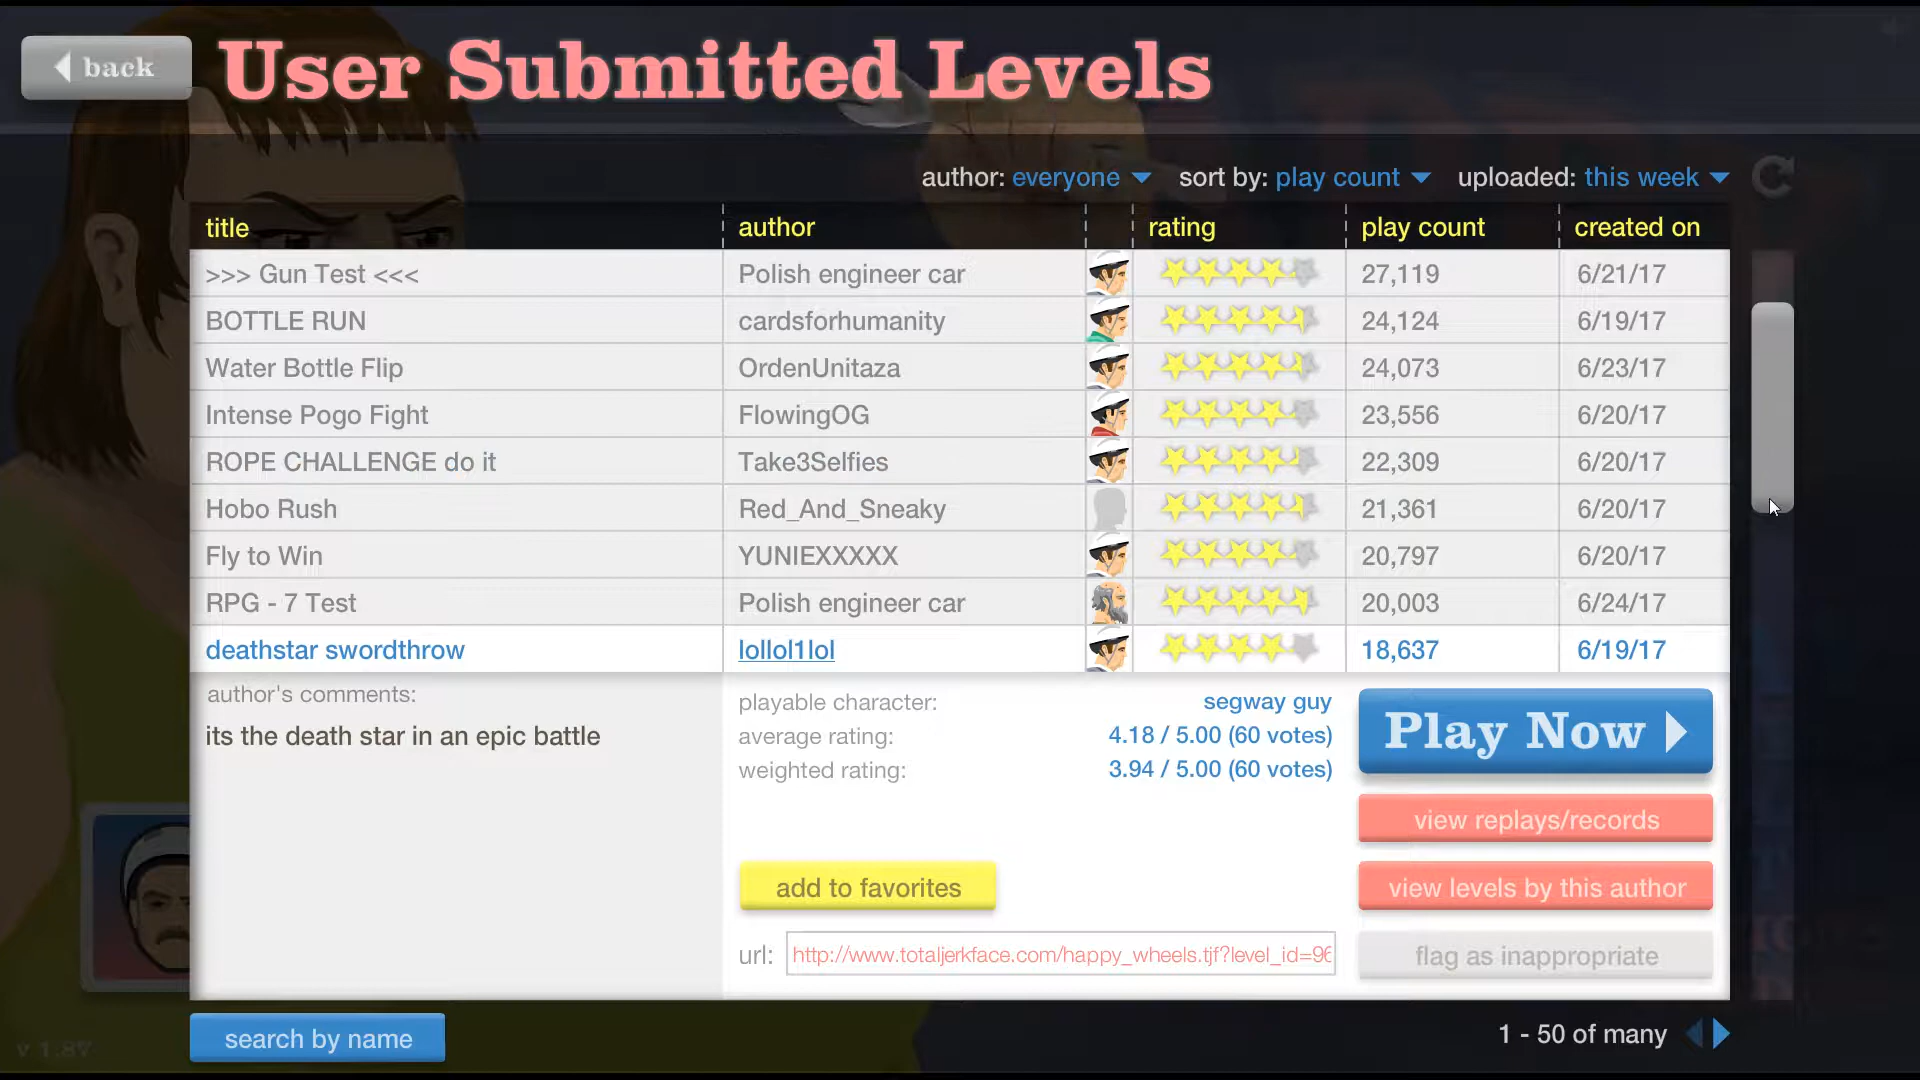 back
User Submitted Levels
author: everyone sort by: play count uploaded: this week
title author rating play count created on
>>> Gun Test <<< Polish engineer car 27,119 6/21/17
BOTTLE RUN cardsforhumanity 24,124 6/19/17
Water Bottle Flip OrdenUnitaza 24,073 6/23/17
Intense Pogo Fight FlowingOG 23,556 6/20/17
ROPE CHALLENGE do it Take3Selfies 22,309 6/20/17
Hobo Rush Red_And_Sneaky 21,361 6/20/17
Fly to Win YUNIEXXXXX 20,797 6/20/17
RPG - 7 Test Polish engineer car 20,003 6/24/17
deathstar swordthrow lollol1lol 18,637 6/19/17
author's comments:
its the death star in an epic battle
playable character: segway guy
average rating: 4.18 / 5.00 (60 votes)
weighted rating: 3.94 / 5.00 (60 votes)
Play Now
view replays/records
add to favorites
view levels by this author
url: http://www.totaljerkface.com/happy_wheels.tjf?level_id=96
flag as inappropriate
search by name
1 - 50 of many
v 1.87